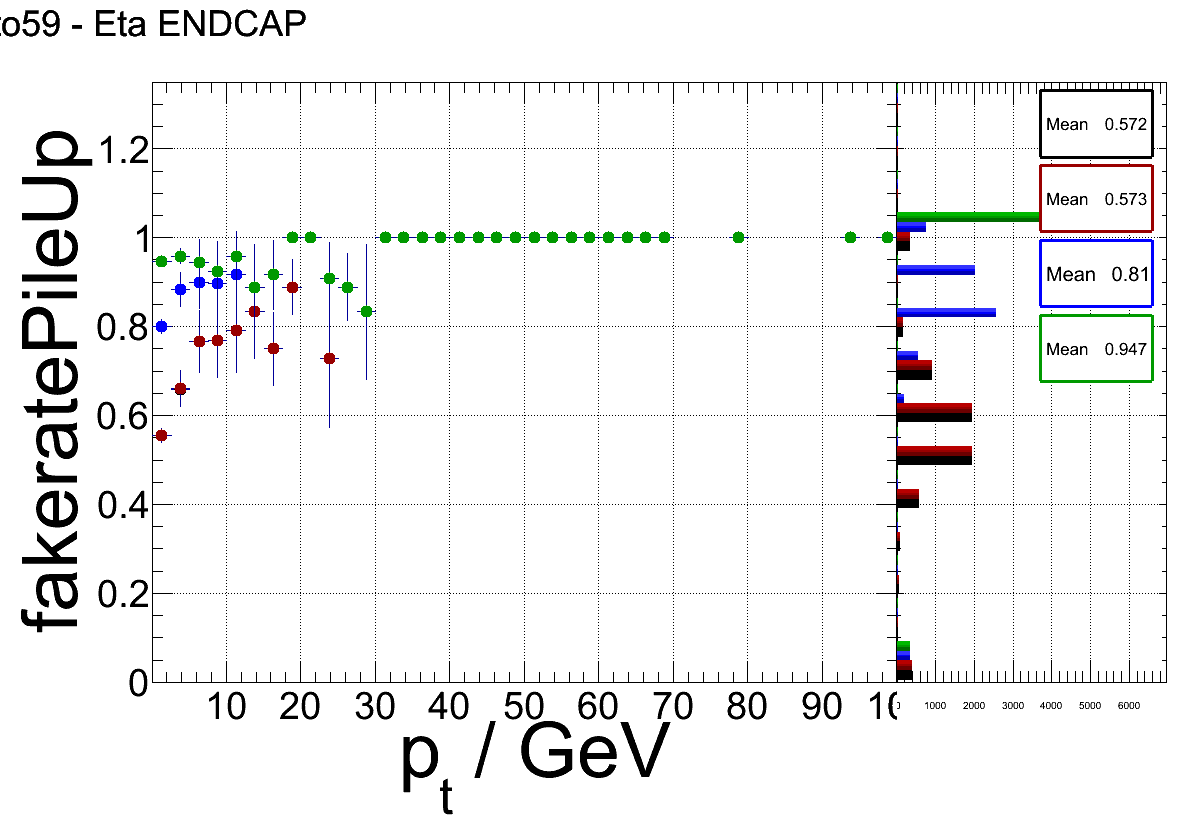 to59 - Eta ENDCAP
fakeratePileUp
1.2
1
0.8
0.6
0.4
0.2
0
10 20 30 40 50 60 70 80 90
1000 2000 3000 4000 5000 6000
p t / GeV
Mean 0.572
Mean 0.573
Mean 0.81
Mean 0.947